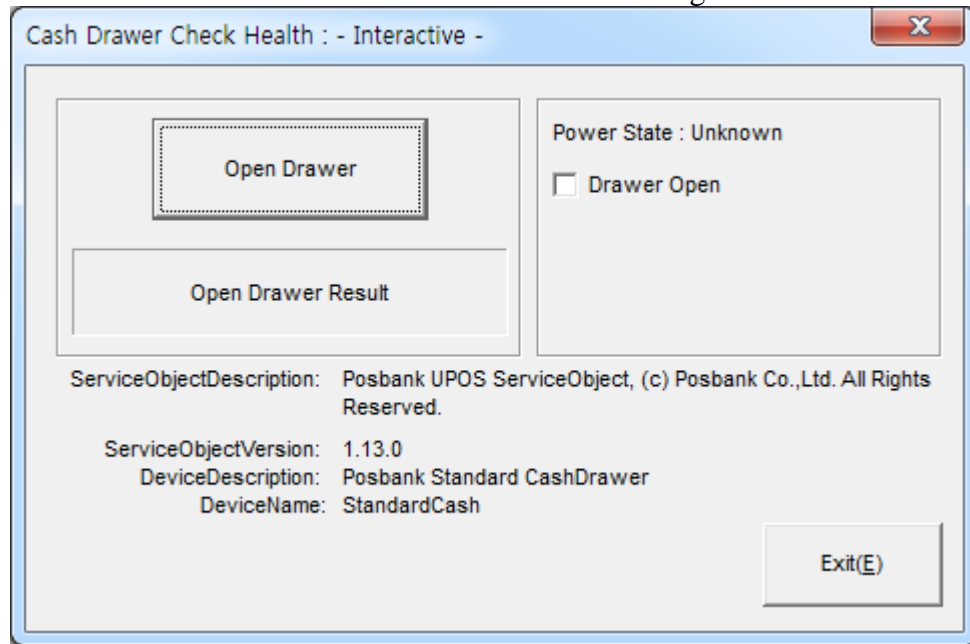 Cash Drawer Check Health : - Interactive -
Open Drawer
Open Drawer Result
Power State : Unknown
Drawer Open
ServiceObjectDescription: Posbank UPOS ServiceObject, (c) Posbank Co.,Ltd. All Rights
Reserved.
ServiceObjectVersion: 1.13.0
DeviceDescription: Posbank Standard CashDrawer
DeviceName: StandardCash
Exit(E)